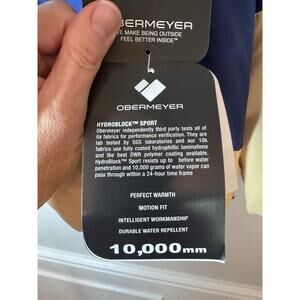 OBERMEYER
WE MAKE BEING OUTSIDE
FEEL BETTER INSIDE™
OBERMEYER
HYDROBLOCK™ SPORT
Obermeyer independently third party tests all of
its fabrics for performance verification. They are
lab tested by SGS laboratories and our 10k
fabrics use fully coated hydrophillic laminations
and the best DWR polymer coating available.
HydroBlock™ Sport resists up to before water
penetration and 10,000 grams of water vapor can
pass through within a 24-hour time frame
PERFECT WARMTH
MOTION FIT
INTELLIGENT WORKMANSHIP
DURABLE WATER REPELLENT
10,000mm